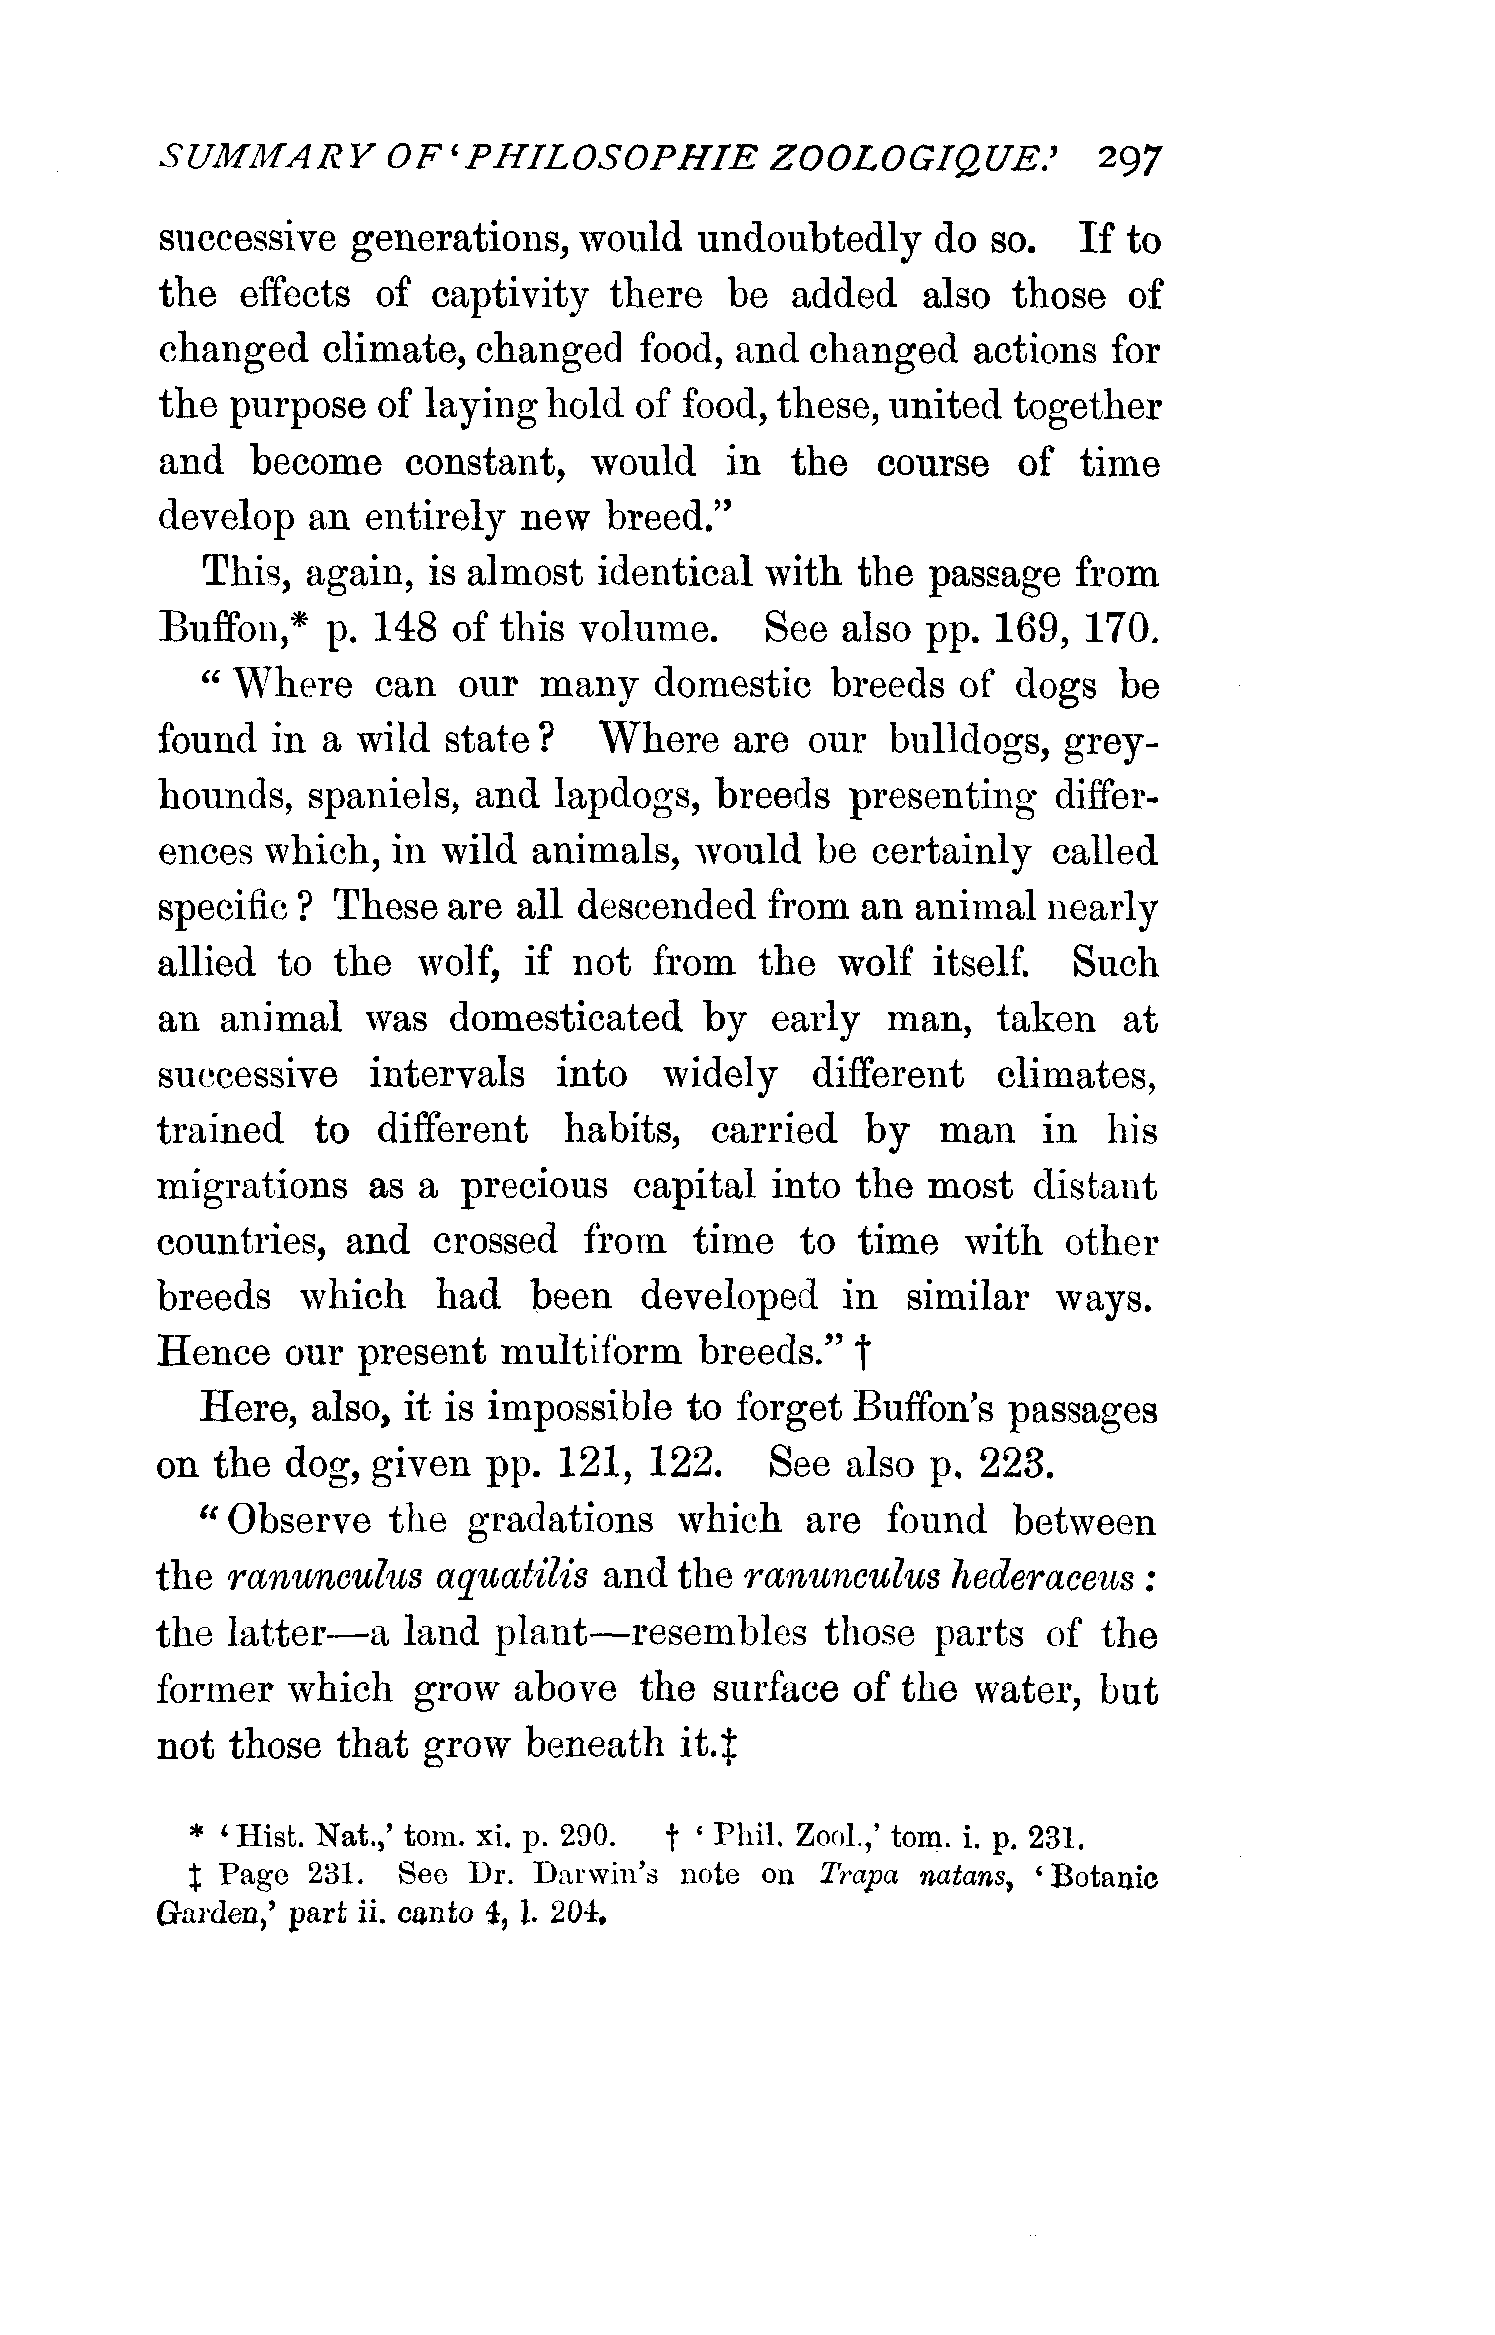 SUMMARY OF 'PHILOSOPHIE ZOOLOGIQUE.' 297
successive generations, would undoubtedly do so. If to
the effects of captivity there be added also those of
changed climate, changed food, and changed actions for
the purpose of laying hold of food, these, united together
and become constant, would in the course of time
develop an entirely new breed."
This, again, is almost identical with the passage from
Buffon,* p. 148 of this volume. See also pp. 169, 170.
" Where can our many domestic breeds of dogs be
found in a wild state ? Where are our bulldogs, grey-
hounds, spaniels, and lapdogs, breeds presenting differ-
ences which, in wild animals, would be certainly called
specific ? These are all descended from an animal nearly
allied to the wolf, if not from the wolf itself. Such
an animal was domesticated by early man, taken at
successive intervals into widely different climates,
trained to different habits, carried by man in his
migrations as a precious capital into the most distant
countries, and crossed from time to time with other
breeds which had been developed in similar ways.
Hence our present multiform breeds." †
Here, also, it is impossible to forget Buffon's passages
on the dog, given pp. 121, 122. See also p. 223.
" Observe the gradations which are found between
the ranunculus aquatilis and the ranunculus hederaceus :
the latter—a land plant—resembles those parts of the
former which grow above the surface of the water, but
not those that grow beneath it.‡
* 'Hist. Nat.,' tom. xi. p. 290. † 'Phil. Zool.,' tom. i. p. 231.
‡ Page 231. See Dr. Darwin's note on Trapa natans, 'Botanic
Garden,' part ii. canto 4, l. 204.